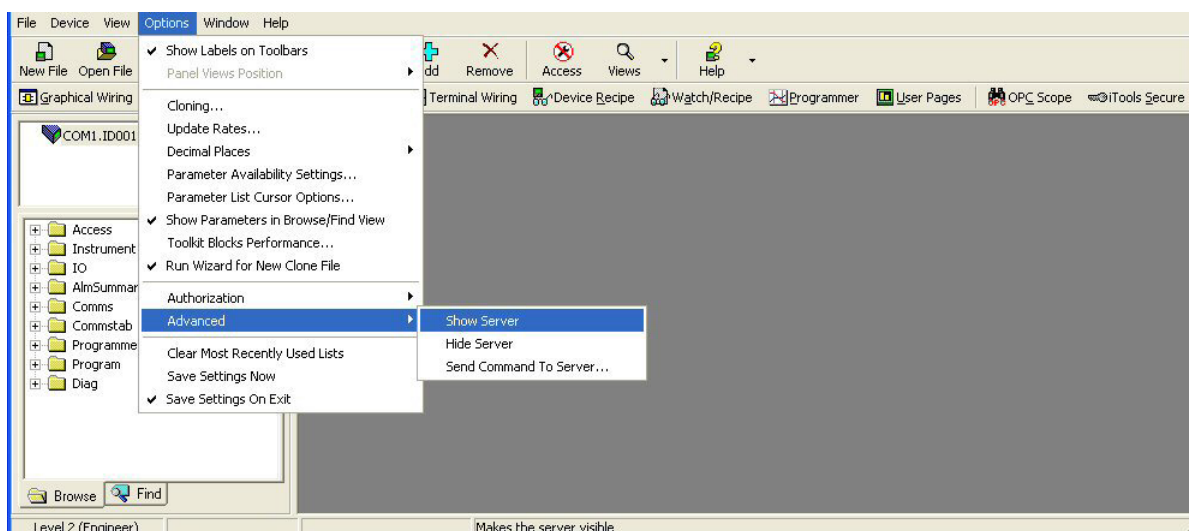 File Device View Options Window Help
New File Open File
dd Remove Access Views Help
Graphical Wiring
Terminal Wiring Device Recipe Watch/Recipe Programmer User Pages OPC Scope iTools Secure
COM1.ID001
Show Labels on Toolbars
Panel Views Position
Cloning...
Update Rates...
Decimal Places
Parameter Availability Settings...
Parameter List Cursor Options...
Show Parameters in Browse/Find View
Toolkit Blocks Performance...
Run Wizard for New Clone File
Authorization
Advanced
Clear Most Recently Used Lists
Save Settings Now
Save Settings On Exit
Show Server
Hide Server
Send Command To Server...
Access
Instrument
IO
AlmSummar
Comms
Commstab
Programme
Program
Diag
Browse Find
Level 2 (Engineer)
Makes the server visible